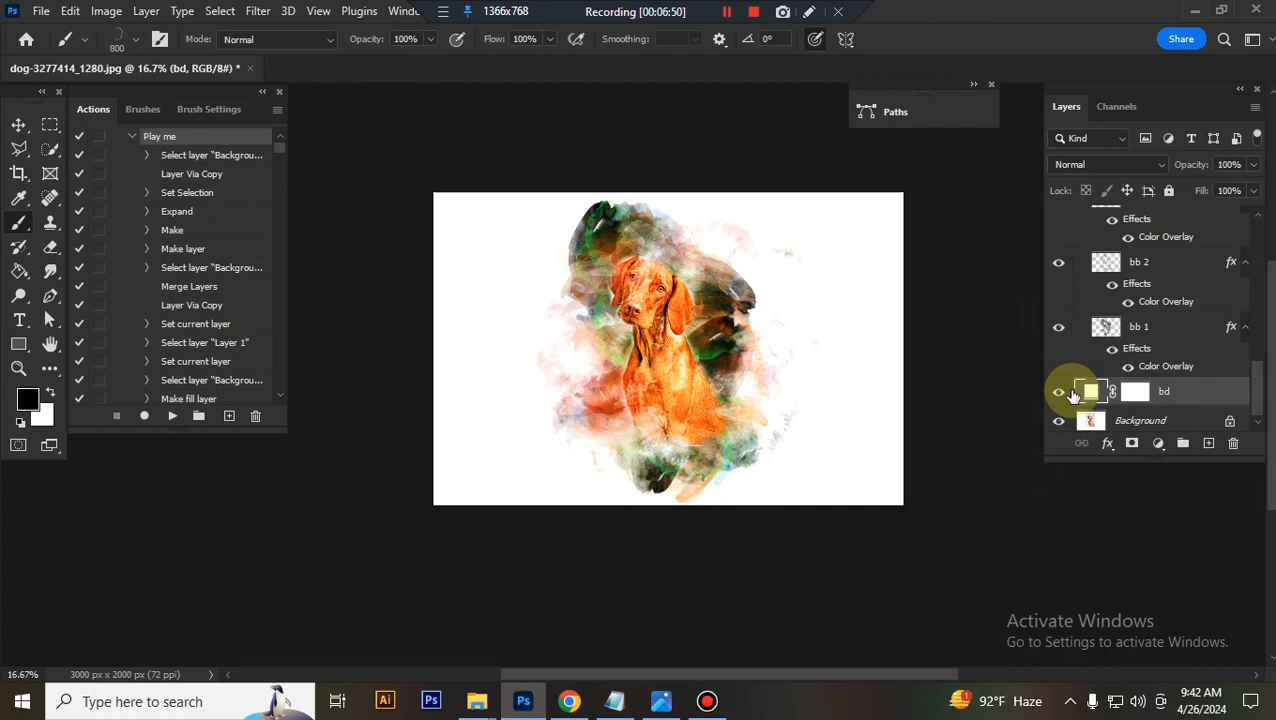 File Edit Image Layer Type Select Filter 3D View Plugins Windo
1366x768 Recording [00:06:50]
800 Mode: Normal Opacity: 100% Flow: 100% Smoothing: 0° Share
dog-3277414_1280.jpg @ 16.7% (bd, RGB/8#) *
Actions Brushes Brush Settings
Play me
Select layer “Backgrou...
Layer Via Copy
Set Selection
Expand
Make
Make layer
Select layer “Backgrou...
Merge Layers
Layer Via Copy
Set current layer
Select layer “Layer 1”
Set current layer
Select layer “Backgrou...
Make fill layer
Paths
Layers Channels
Kind
Normal Opacity: 100%
Lock: Fill: 100%
Effects
Color Overlay
bb 2 fx
Effects
Color Overlay
bb 1 fx
Effects
Color Overlay
bd
Background
fx
Activate Windows
Go to Settings to activate Windows.
16.67% 3000 px x 2000 px (72 ppi)
Type here to search
Ai Ps Ps
92°F Haze
9:42 AM
4/26/2024